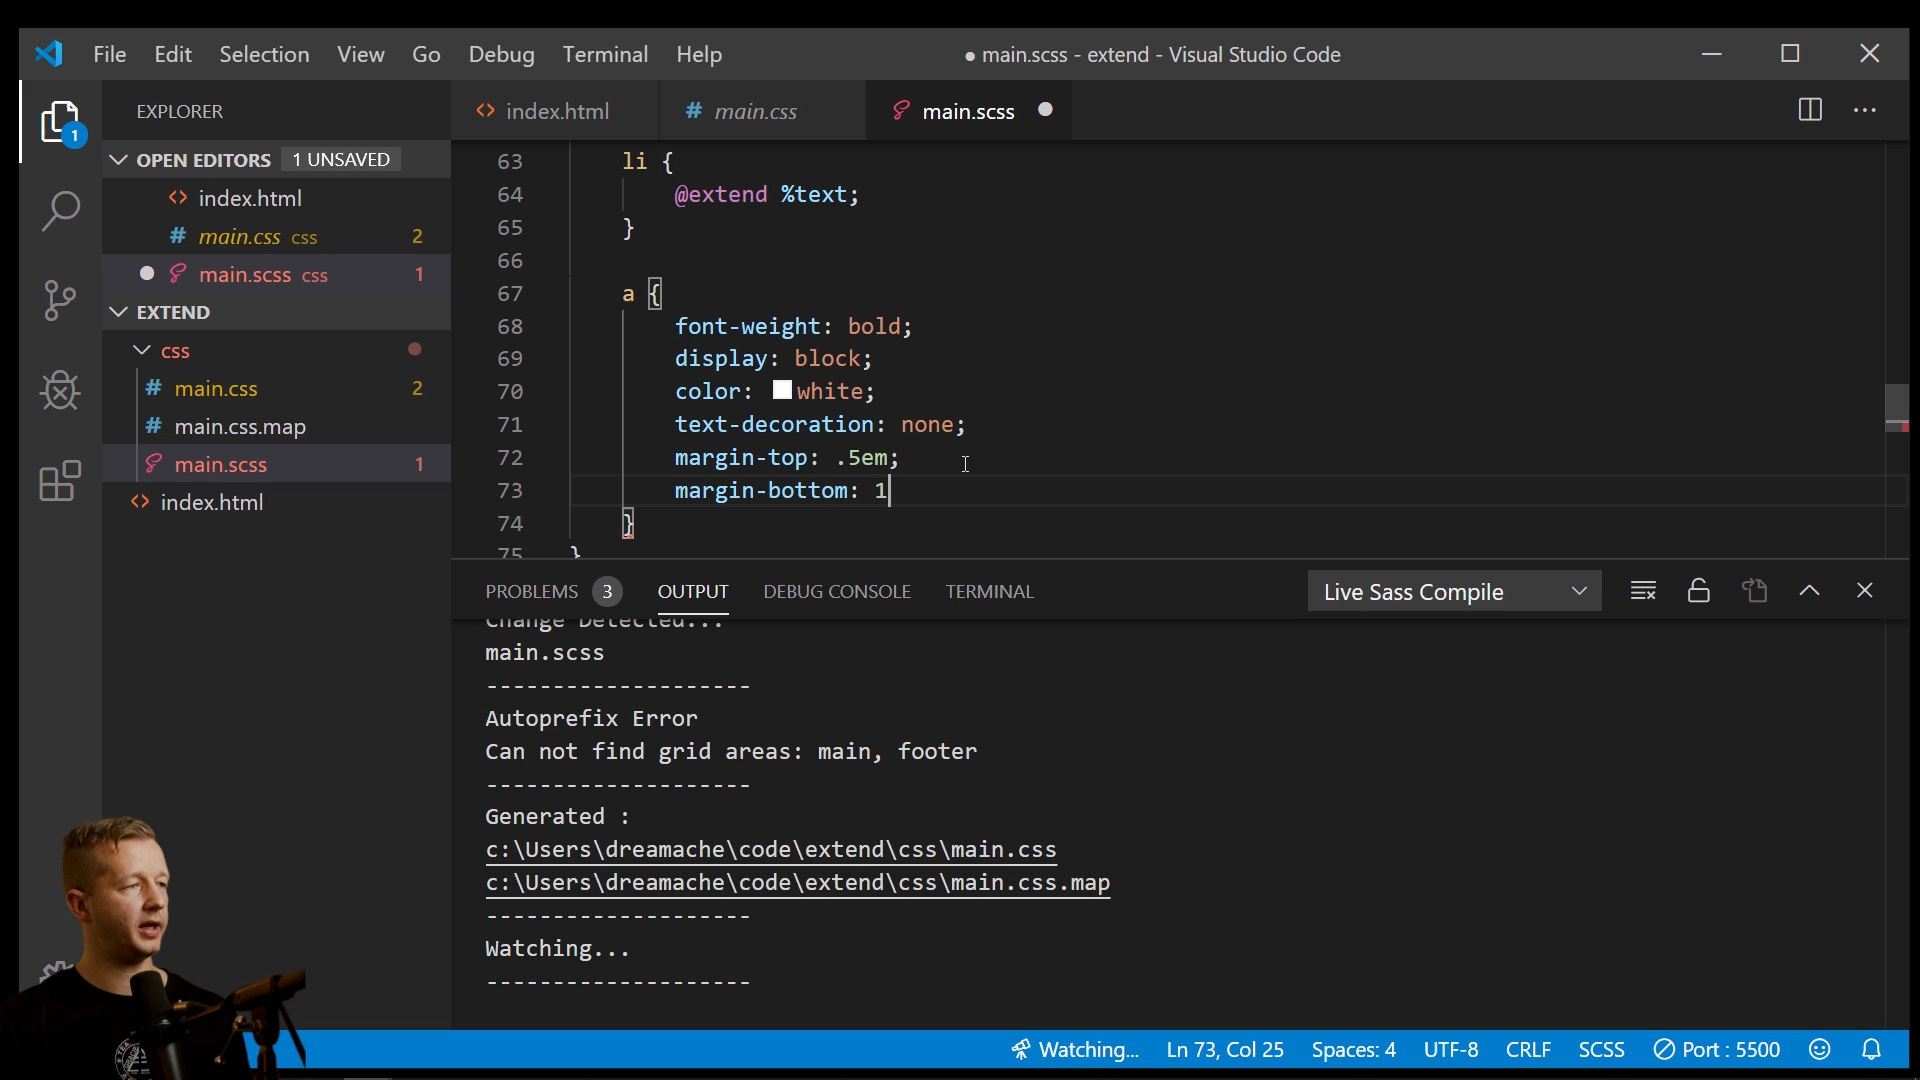 File Edit Selection View Go Debug Terminal Help
● main.scss - extend - Visual Studio Code
EXPLORER
index.html
# main.css
main.scss ●
OPEN EDITORS 1 UNSAVED
index.html
# main.css css 2
● main.scss css 1
EXTEND
css
# main.css 2
# main.css.map
main.scss 1
index.html
1
63 li {
64 @extend %text;
65 }
66
67 a {
68 font-weight: bold;
69 display: block;
70 color: white;
71 text-decoration: none;
72 margin-top: .5em;
73 margin-bottom: 1
74 }
75 }
PROBLEMS 3 OUTPUT DEBUG CONSOLE TERMINAL
Live Sass Compile
Change Detected...
main.scss
--------------------
Autoprefix Error
Can not find grid areas: main, footer
--------------------
Generated :
c:\Users\dreamache\code\extend\css\main.css
c:\Users\dreamache\code\extend\css\main.css.map
--------------------
Watching...
--------------------
Watching... Ln 73, Col 25 Spaces: 4 UTF-8 CRLF SCSS Port : 5500